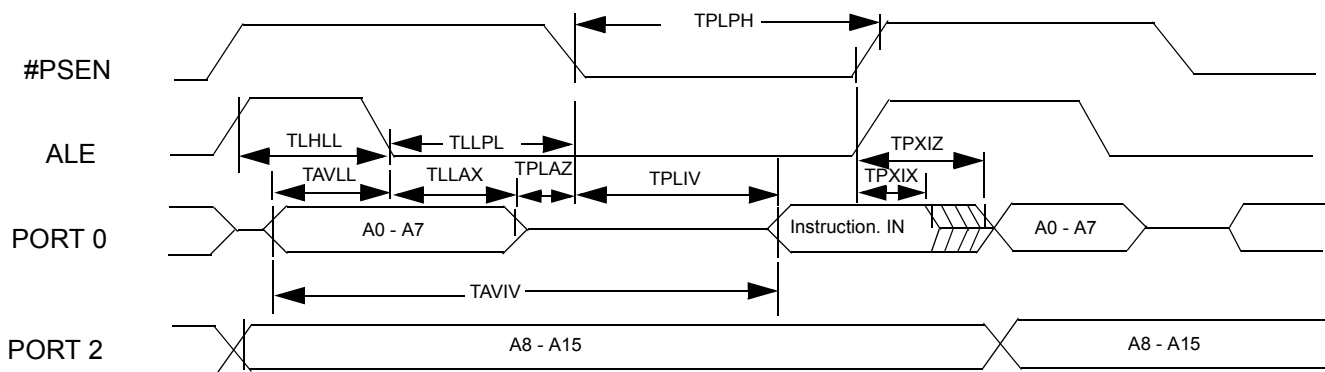 TPLPH
#PSEN
ALE
TLHLL
TLLPL
TPXIZ
TAVLL
TLLAX
TPLAZ
TPLIV
TPXIX
PORT 0
A0 - A7
Instruction. IN
A0 - A7
TAVIV
PORT 2
A8 - A15
A8 - A15